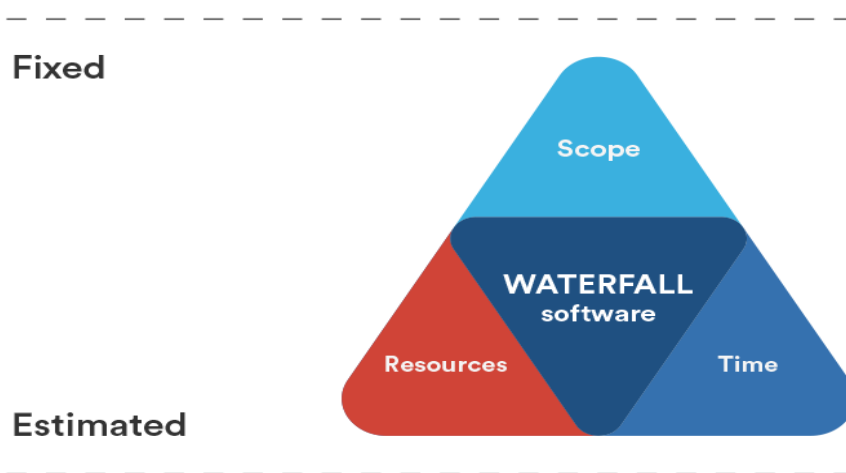 Fixed
Scope
WATERFALL
software
Resources
Time
Estimated